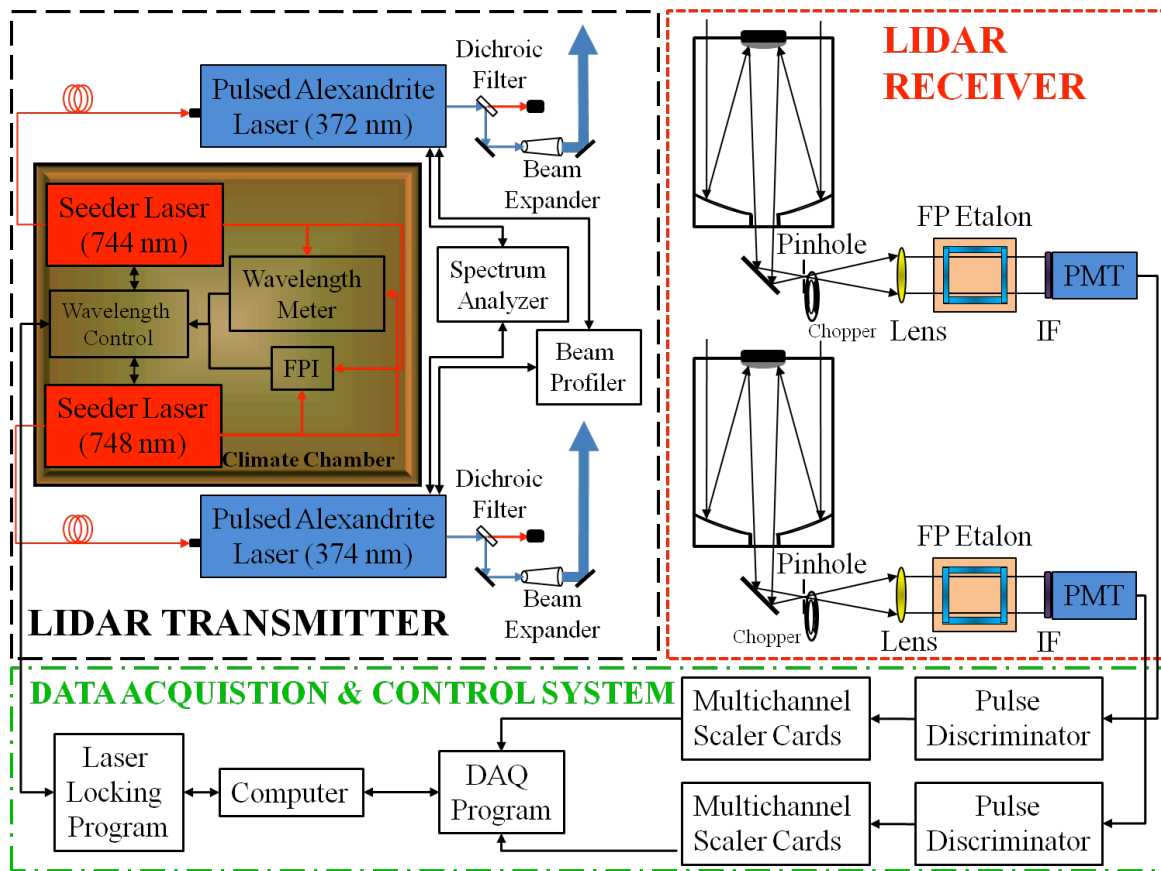 LIDAR
RECEIVER
Dichroic
Filter
Pulsed Alexandrite
Laser (372 nm)
Beam
Expander
Seeder Laser
(744 nm)
Wavelength
Meter
Spectrum
Analyzer
Wavelength
Control
FPI
Beam
Profiler
Seeder Laser
(748 nm)
Climate Chamber
Dichroic
Filter
Pulsed Alexandrite
Laser (374 nm)
Beam
Expander
LIDAR TRANSMITTER
FP Etalon
Pinhole
PMT
Chopper
Lens
IF
FP Etalon
Pinhole
PMT
Chopper
Lens
IF
DATA ACQUISTION & CONTROL SYSTEM
Multichannel
Scaler Cards
Pulse
Discriminator
Laser
Locking
Program
Computer
DAQ
Program
Multichannel
Scaler Cards
Pulse
Discriminator